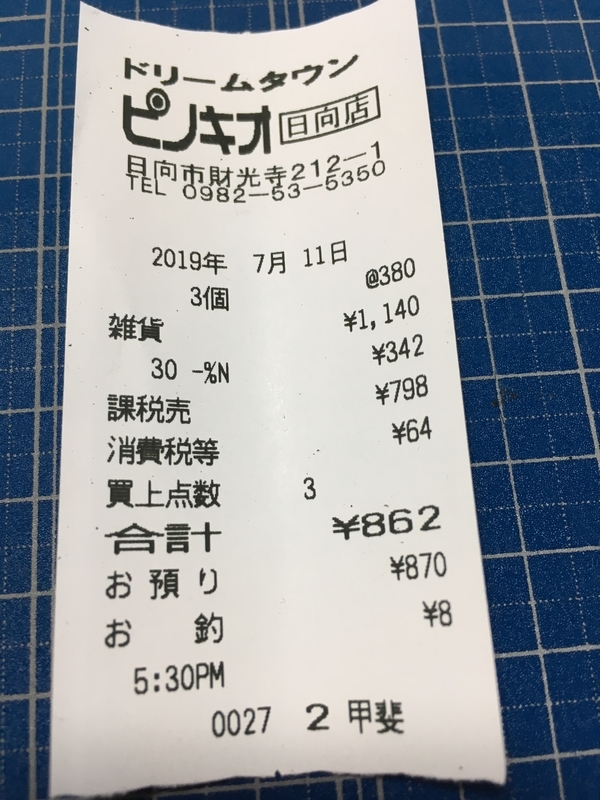 ドリームタウン
ピノキオ 日向店
日向市財光寺212-1
TEL 0982-53-5350
2019年 7月 11日
3個 @380
雑貨 ¥1,140
30 -%N ¥342
課税売 ¥798
消費税等 ¥64
買上点数 3
合計 ¥862
お預り ¥870
お 釣 ¥8
5:30PM
0027 2 甲斐